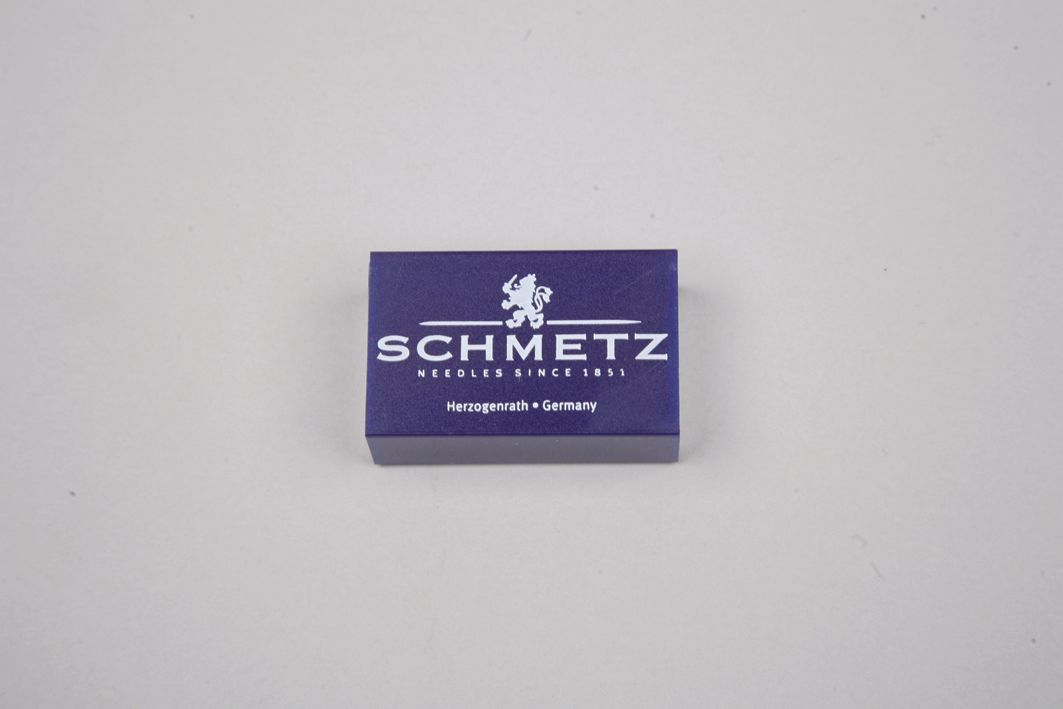 SCHMETZ
NEEDLES SINCE 1851
Herzogenrath • Germany